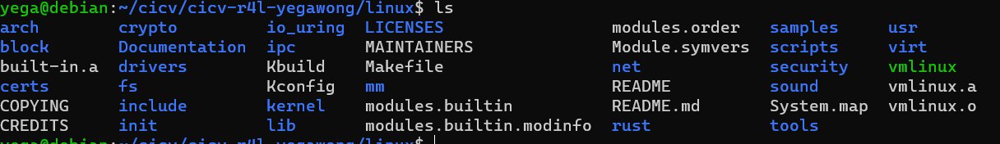 yega@debian:~/cicv/cicv-r4l-yegawong/linux$ ls
arch crypto io_uring LICENSES modules.order samples usr
block Documentation ipc MAINTAINERS Module.symvers scripts virt
built-in.a drivers Kbuild Makefile net security vmlinux
certs fs Kconfig mm README sound vmlinux.a
COPYING include kernel modules.builtin README.md System.map vmlinux.o
CREDITS init lib modules.builtin.modinfo rust tools
yega@debian:~/cicv/cicv-r4l-yegawong/linux$